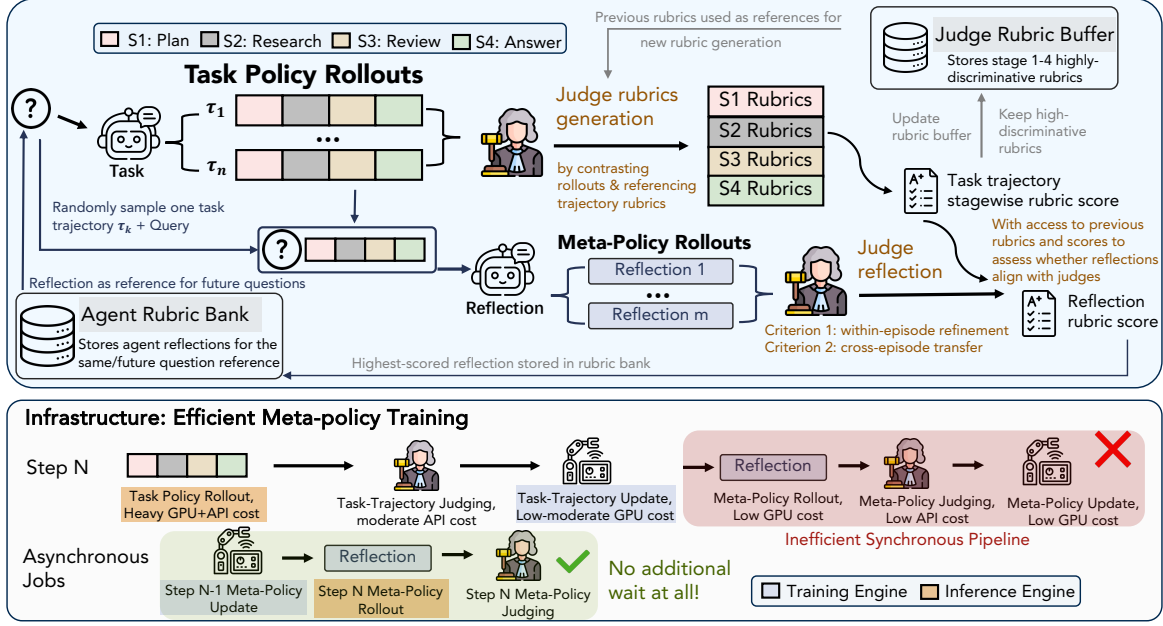 S1: Plan
S2: Research
S3: Review
S4: Answer
Previous rubrics used as references for
new rubric generation
Judge Rubric Buffer
Stores stage 1-4 highly-
discriminative rubrics
Task Policy Rollouts
?
Task
τ1
...
τn
Judge rubrics
generation
by contrasting
rollouts & referencing
trajectory rubrics
S1 Rubrics
S2 Rubrics
S3 Rubrics
S4 Rubrics
Update
rubric buffer
Keep high-
discriminative
rubrics
A+
Task trajectory
stagewise rubric score
Randomly sample one task
trajectory τk + Query
?
Reflection
Meta-Policy Rollouts
Reflection 1
...
Reflection m
Judge
reflection
With access to previous
rubrics and scores to
assess whether reflections
align with judges
A+
Reflection
rubric score
Criterion 1: within-episode refinement
Criterion 2: cross-episode transfer
Reflection as reference for future questions
Agent Rubric Bank
Stores agent reflections for the
same/future question reference
Highest-scored reflection stored in rubric bank
Infrastructure: Efficient Meta-policy Training
Step N
Task Policy Rollout,
Heavy GPU+API cost
Task-Trajectory Judging,
moderate API cost
Task-Trajectory Update,
Low-moderate GPU cost
Reflection
Meta-Policy Rollout,
Low GPU cost
Meta-Policy Judging,
Low API cost
Meta-Policy Update,
Low GPU cost
Inefficient Synchronous Pipeline
Asynchronous
Jobs
Step N-1 Meta-Policy
Update
Reflection
Step N Meta-Policy
Rollout
Step N Meta-Policy
Judging
No additional
wait at all!
Training Engine
Inference Engine